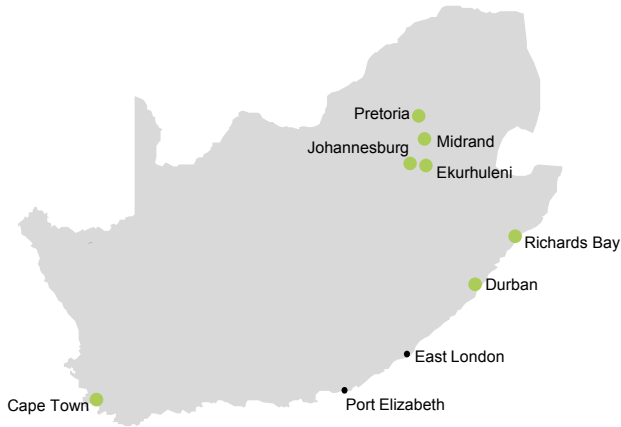 Pretoria
Midrand
Johannesburg
Ekurhuleni
Richards Bay
Durban
East London
Port Elizabeth
Cape Town